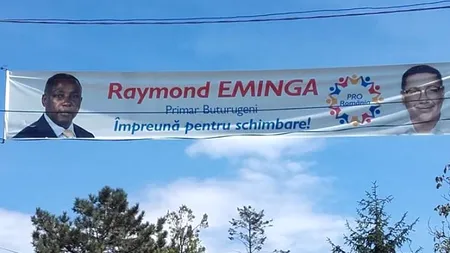 Raymond EMINGA
Primar Buturugeni
Împreună pentru schimbare!
PRO
România